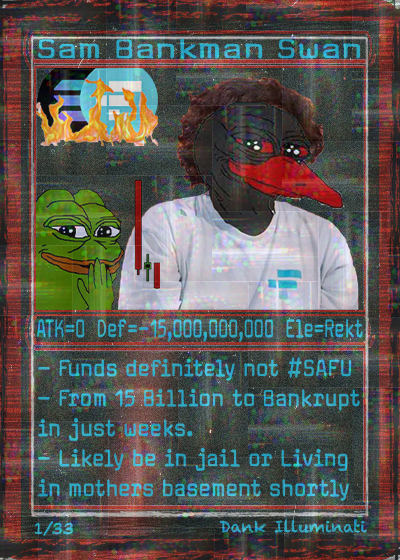 Sam Bankman Swan
ATK=0 Def=-15,000,000,000 Ele=Rekt
- Funds definitely not #SAFU
- From 15 Billion to Bankrupt
in just weeks.
- Likely be in jail or Living
in mothers basement shortly
1/33 Dank Illuminati